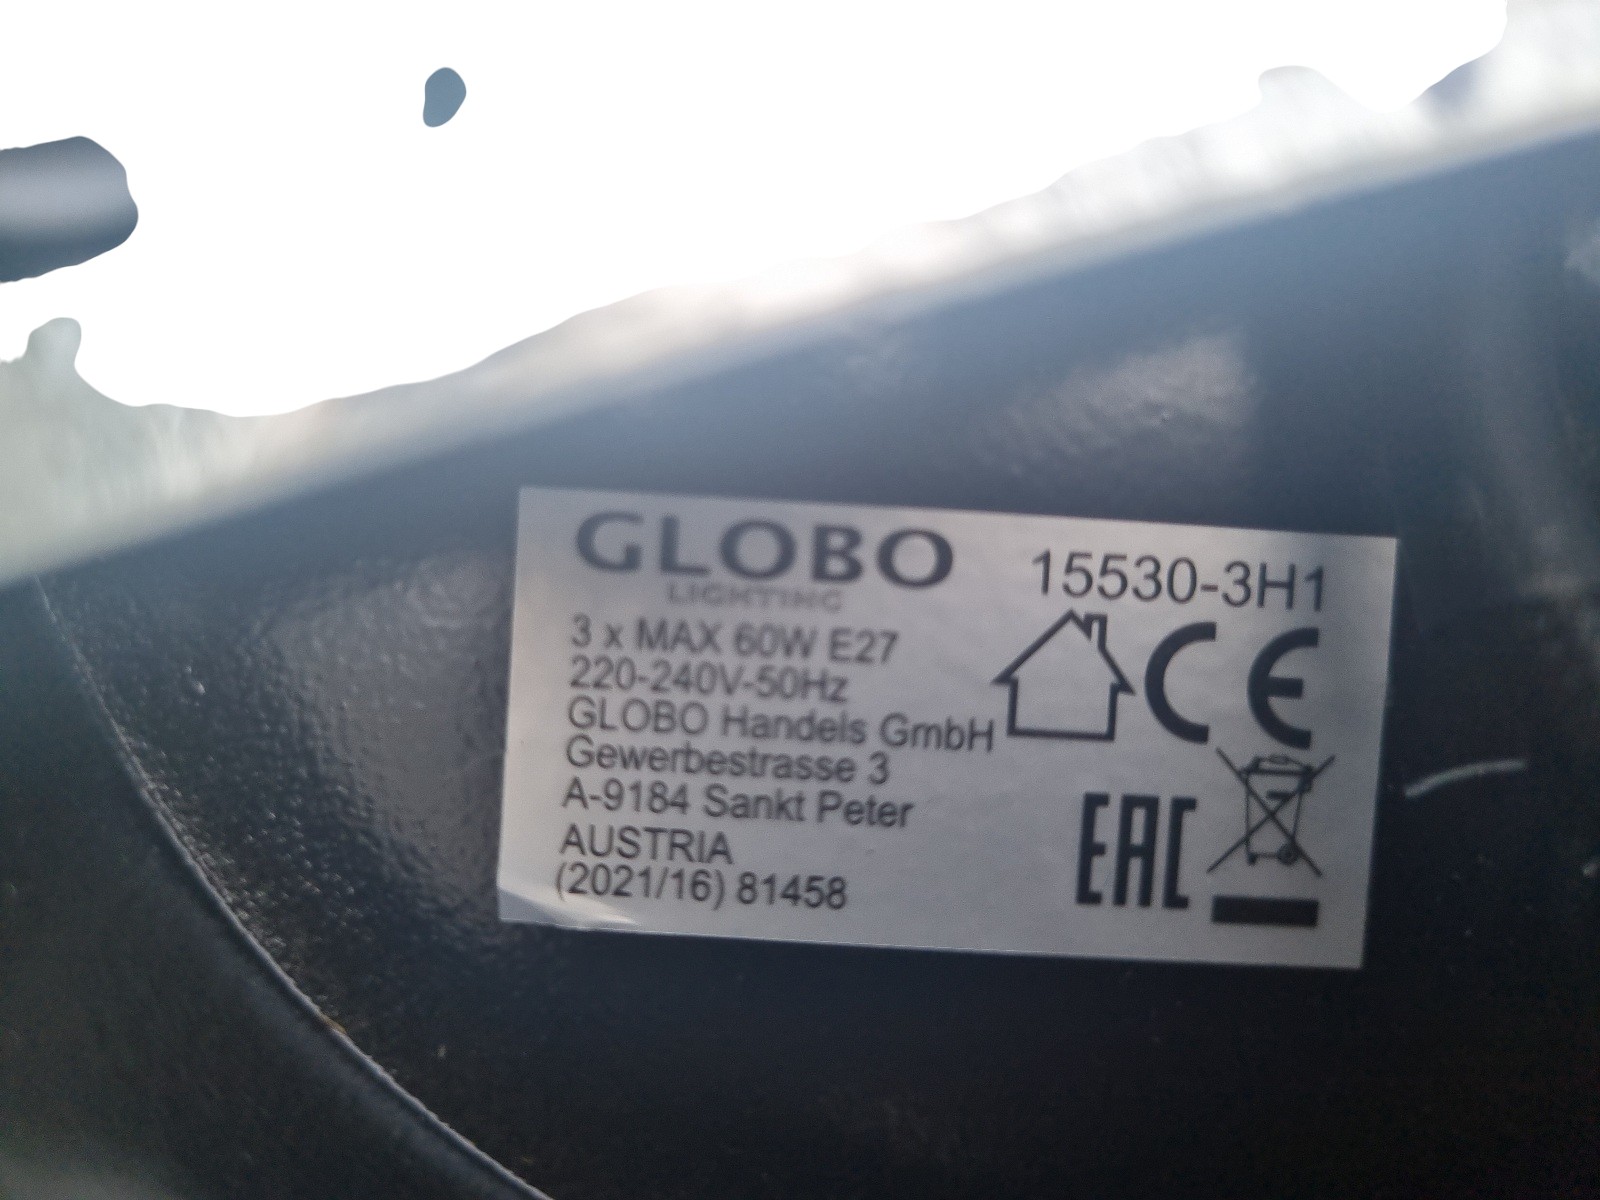 GLOBO
LIGHTING
15530-3H1
3 x MAX 60W E27
220-240V-50Hz
GLOBO Handels GmbH
Gewerbestrasse 3
A-9184 Sankt Peter
AUSTRIA
(2021/16) 81458
CE
EAC